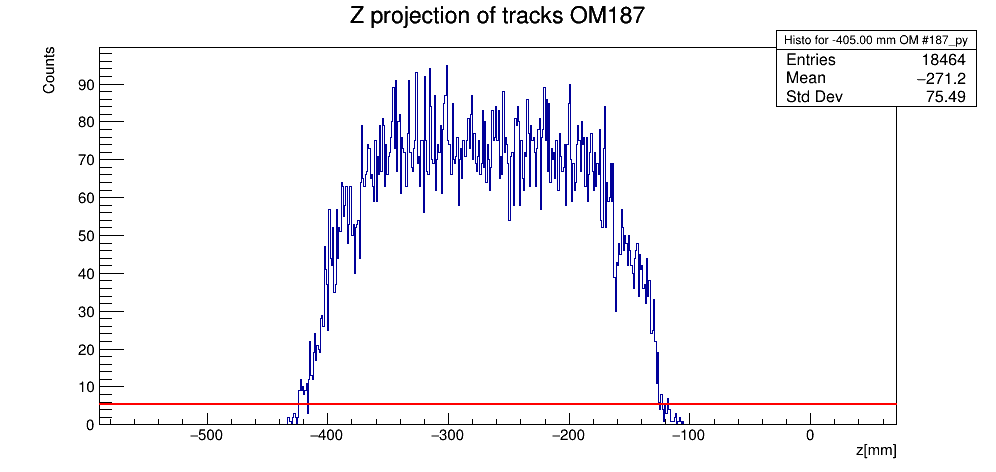 Z projection of tracks OM187
Histo for -405.00 mm OM #187_py
Entries 18464
Mean −271.2
Std Dev 75.49
Counts
90
80
70
60
50
40
30
20
10
0
−500 −400 −300 −200 −100 0
z[mm]